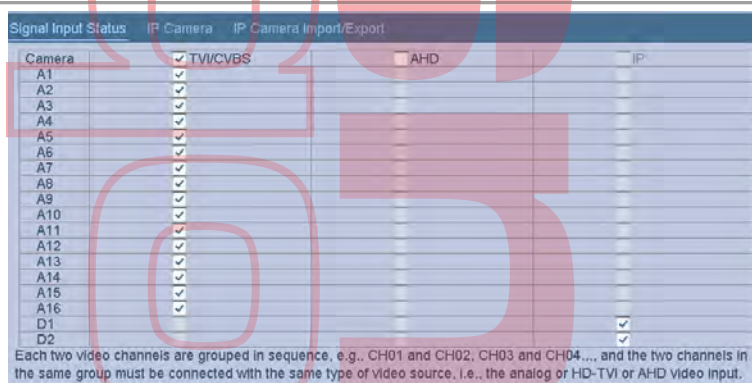 Signal Input Status IP Camera IP Camera Import/Export
Camera TVI/CVBS AHD IP
A1
A2
A3
A4
A5
A6
A7
A8
A9
A10
A11
A12
A13
A14
A15
A16
D1
D2
Each two video channels are grouped in sequence, e.g., CH01 and CH02, CH03 and CH04..., and the two channels in
the same group must be connected with the same type of video source, i.e., the analog or HD-TVI or AHD video input.